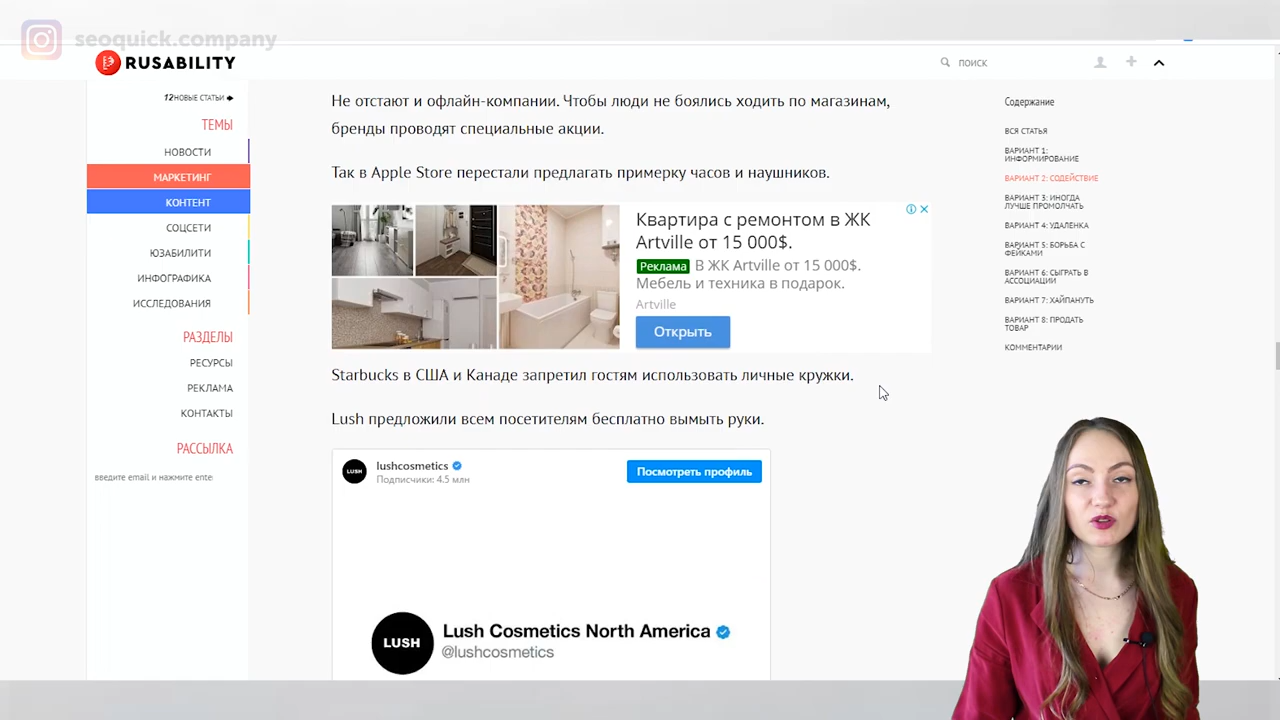 seoquick.company
RUSABILITY
ПОИСК
12 НОВЫЕ СТАТЬИ
ТЕМЫ
НОВОСТИ
МАРКЕТИНГ
КОНТЕНТ
СОЦСЕТИ
ЮЗАБИЛИТИ
ИНФОГРАФИКА
ИССЛЕДОВАНИЯ
РАЗДЕЛЫ
РЕСУРСЫ
РЕКЛАМА
КОНТАКТЫ
РАССЫЛКА
введите email и нажмите ente
Не отстают и офлайн-компании. Чтобы люди не боялись ходить по магазинам,
бренды проводят специальные акции.
Так в Apple Store перестали предлагать примерку часов и наушников.
Квартира с ремонтом в ЖК
Artville от 15 000$.
Реклама В ЖК Artville от 15 000$.
Мебель и техника в подарок.
Artville
Открыть
Starbucks в США и Канаде запретил гостям использовать личные кружки.
Lush предложили всем посетителям бесплатно вымыть руки.
LUSH
lushcosmetics
Подписчики: 4.5 млн
Посмотреть профиль
LUSH
Lush Cosmetics North America
@lushcosmetics
Содержание
ВСЯ СТАТЬЯ
ВАРИАНТ 1:
ИНФОРМИРОВАНИЕ
ВАРИАНТ 2: СОДЕЙСТВИЕ
ВАРИАНТ 3: ИНОГДА
ЛУЧШЕ ПРОМОЛЧАТЬ
ВАРИАНТ 4: УДАЛЕНКА
ВАРИАНТ 5: БОРЬБА С
ФЕЙКАМИ
ВАРИАНТ 6: СЫГРАТЬ В
АССОЦИАЦИИ
ВАРИАНТ 7: ХАЙПАНУТЬ
ВАРИАНТ 8: ПРОДАТЬ
ТОВАР
КОММЕНТАРИИ